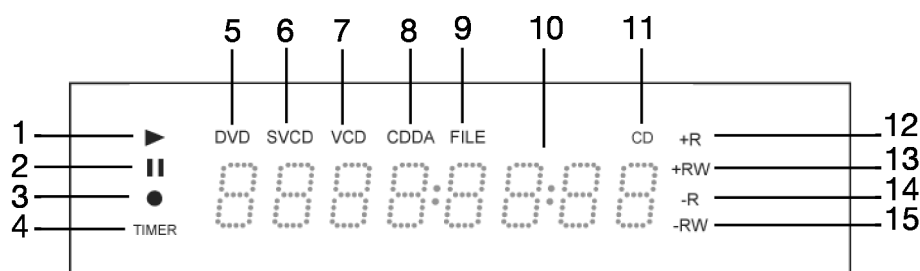 5 6 7 8 9 10 11
1 DVD SVCD VCD CDDA FILE CD +R 12
2 +RW 13
3 -R 14
4 TIMER -RW 15